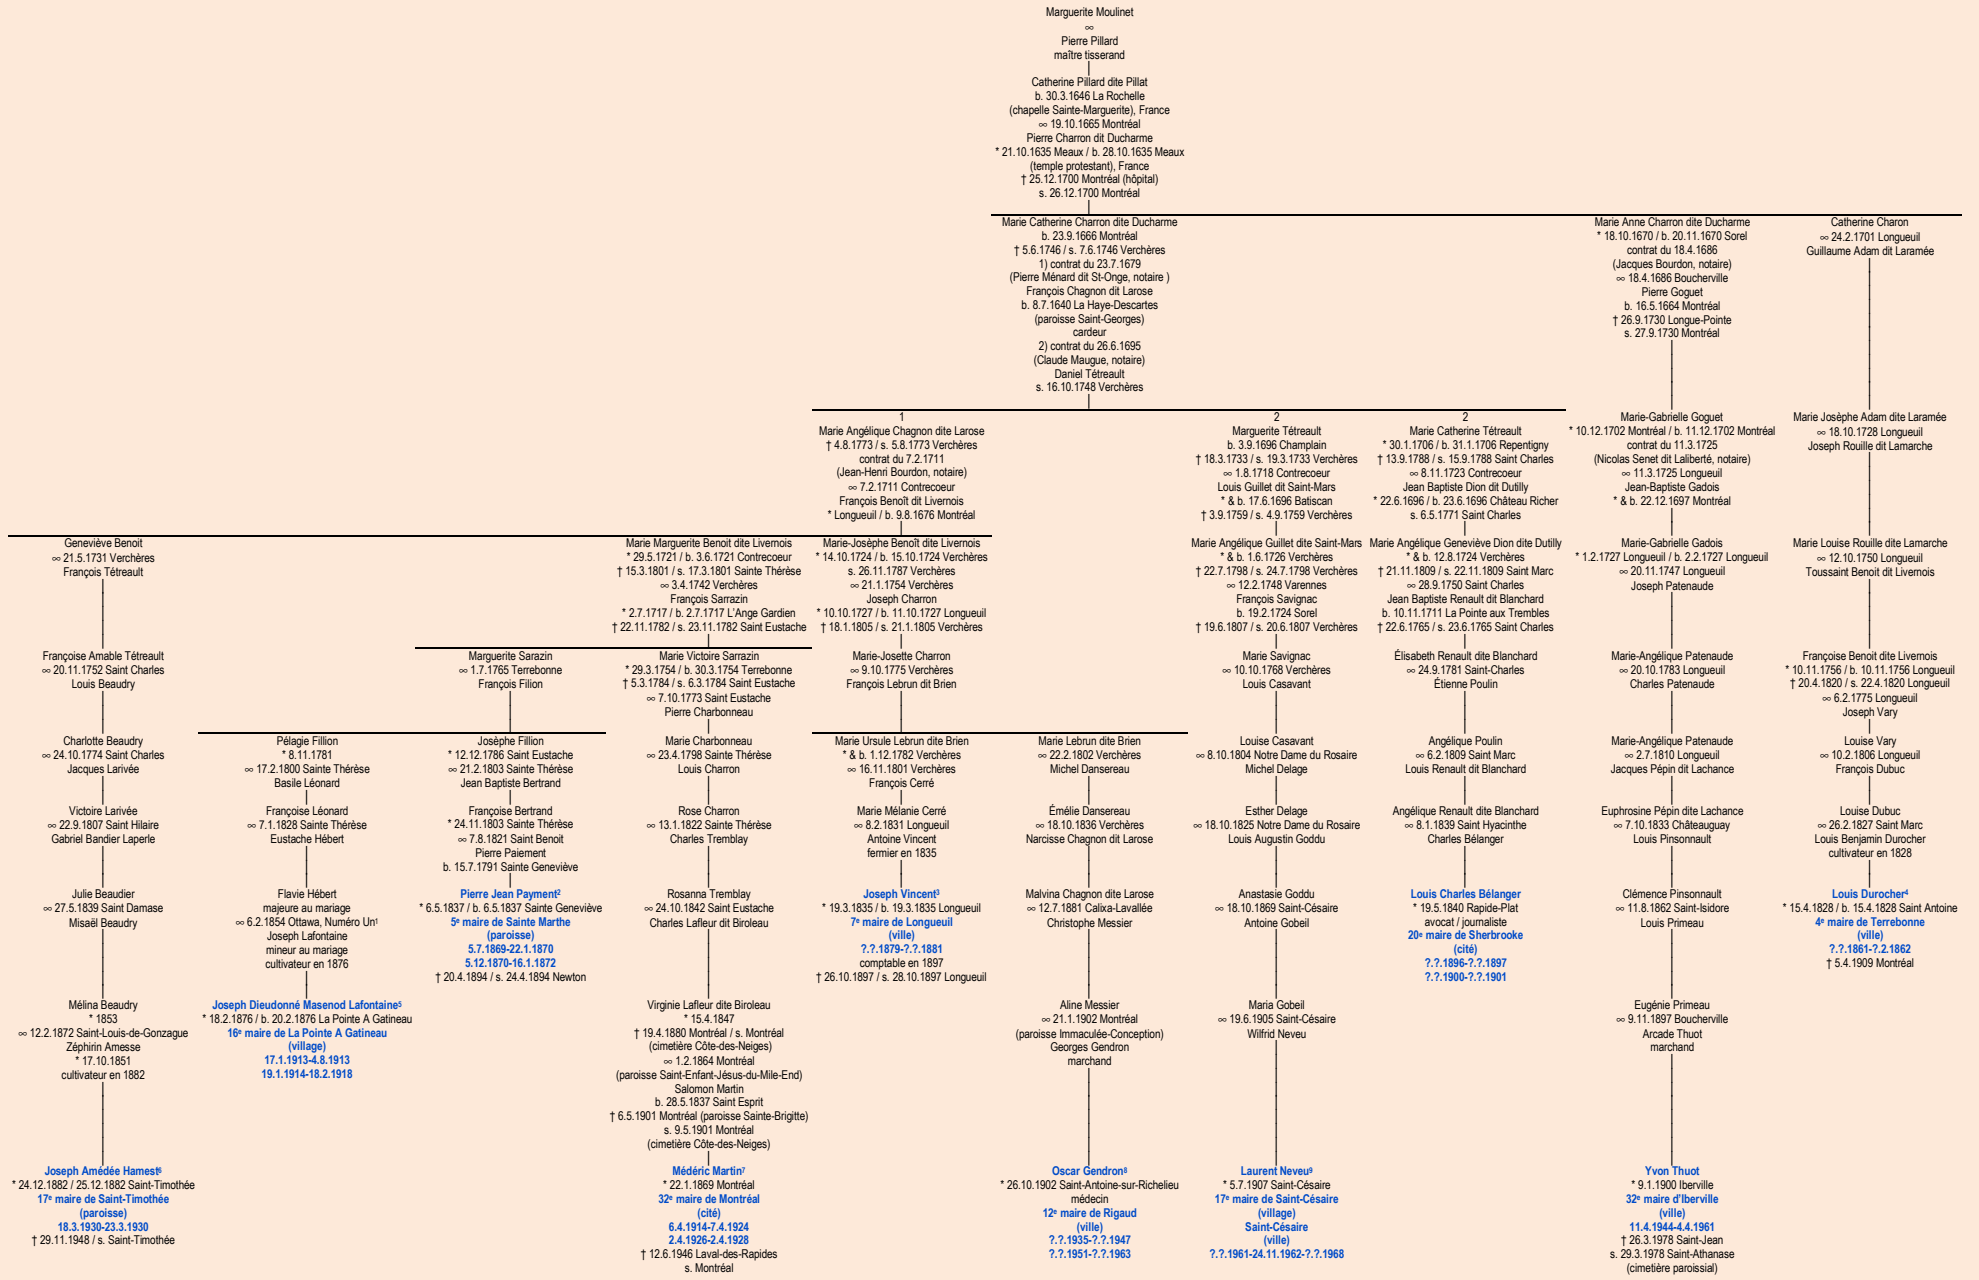 Marguerite Moulinet
∞
Pierre Pillard
maître tisserand
Catherine Pillard dite Pillat
b. 30.3.1646 La Rochelle
(chapelle Sainte-Marguerite), France
∞ 19.10.1665 Montréal
Pierre Charron dit Ducharme
* 21.10.1635 Meaux / b. 28.10.1635 Meaux
(temple protestant), France
† 25.12.1700 Montréal (hôpital)
s. 26.12.1700 Montréal
Marie Catherine Charron dite Ducharme
b. 23.9.1666 Montréal
† 5.6.1746 / s. 7.6.1746 Verchères
1) contrat du 23.7.1679
(Pierre Ménard dit St-Onge, notaire )
François Chagnon dit Larose
b. 8.7.1640 La Haye-Descartes
(paroisse Saint-Georges)
cardeur
2) contrat du 26.6.1695
(Claude Maugue, notaire)
Daniel Tétreault
s. 16.10.1748 Verchères
Marie Anne Charron dite Ducharme
* 18.10.1670 / b. 20.11.1670 Sorel
contrat du 18.4.1686
(Jacques Bourdon, notaire)
∞ 18.4.1686 Boucherville
Pierre Goguet
b. 16.5.1664 Montréal
† 26.9.1730 Longue-Pointe
s. 27.9.1730 Montréal
Catherine Charon
∞ 24.2.1701 Longueuil
Guillaume Adam dit Laramée
1
Marie Angélique Chagnon dite Larose
† 4.8.1773 / s. 5.8.1773 Verchères
contrat du 7.2.1711
(Jean-Henri Bourdon, notaire)
∞ 7.2.1711 Contrecoeur
François Benoît dit Livernois
* Longueuil / b. 9.8.1676 Montréal
2
Marguerite Tétreault
b. 3.9.1696 Champlain
† 18.3.1733 / s. 19.3.1733 Verchères
∞ 1.8.1718 Contrecoeur
Louis Guillet dit Saint-Mars
* & b. 17.6.1696 Batiscan
† 3.9.1759 / s. 4.9.1759 Verchères
2
Marie Catherine Tétreault
* 30.1.1706 / b. 31.1.1706 Repentigny
† 13.9.1788 / s. 15.9.1788 Saint Charles
∞ 8.11.1723 Contrecoeur
Jean Baptiste Dion dit Dutilly
* 22.6.1696 / b. 23.6.1696 Château Richer
s. 6.5.1771 Saint Charles
Marie-Gabrielle Goguet
* 10.12.1702 Montréal / b. 11.12.1702 Montréal
contrat du 11.3.1725
(Nicolas Senet dit Laliberté, notaire)
∞ 11.3.1725 Longueuil
Jean-Baptiste Gadois
* & b. 22.12.1697 Montréal
Marie Josèphe Adam dite Laramée
∞ 18.10.1728 Longueuil
Joseph Rouille dit Lamarche
Geneviève Benoit
∞ 21.5.1731 Verchères
François Tétreault
Marie Marguerite Benoit dite Livernois
* 29.5.1721 / b. 3.6.1721 Contrecoeur
† 15.3.1801 / s. 17.3.1801 Sainte Thérèse
∞ 3.4.1742 Verchères
François Sarrazin
* 2.7.1717 / b. 2.7.1717 L'Ange Gardien
† 22.11.1782 / s. 23.11.1782 Saint Eustache
Marie-Josèphe Benoît dit Livernois
* 14.10.1724 / b. 15.10.1724 Verchères
s. 26.11.1787 Verchères
∞ 21.1.1754 Verchères
Joseph Charron
* 10.10.1727 / b. 11.10.1727 Longueuil
† 18.1.1805 / s. 21.1.1805 Verchères
Marie Angélique Guillet dite Saint-Mars
* & b. 1.6.1726 Verchères
† 22.7.1798 / s. 24.7.1798 Verchères
∞ 12.2.1748 Varennes
François Savignac
b. 19.2.1724 Sorel
† 19.6.1807 / s. 20.6.1807 Verchères
Marie Angélique Geneviève Dion dite Dutilly
* & b. 12.8.1724 Verchères
† 21.11.1809 / s. 22.11.1809 Saint Marc
∞ 28.9.1750 Saint Charles
Jean Baptiste Renault dit Blanchard
b. 10.11.1711 La Pointe aux Trembles
† 22.6.1765 / s. 23.6.1765 Saint Charles
Marie-Gabrielle Gadois
* 1.2.1727 Longueuil / b. 2.2.1727 Longueuil
∞ 20.11.1747 Longueuil
Joseph Patenaude
Marie Louise Rouille dite Lamarche
∞ 12.10.1750 Longueuil
Toussaint Benoit dit Livernois
Françoise Amable Tétreault
∞ 20.11.1752 Saint Charles
Louis Beaudry
Marguerite Sarazin
∞ 1.7.1765 Terrebonne
François Filion
Marie Victoire Sarrazin
* 29.3.1754 / b. 30.3.1754 Terrebonne
† 5.3.1784 / s. 6.3.1784 Saint Eustache
∞ 7.10.1773 Saint Eustache
Pierre Charbonneau
Marie-Josette Charron
∞ 9.10.1775 Verchères
François Lebrun dit Brien
Marie Savignac
∞ 10.10.1768 Verchères
Louis Casavant
Élisabeth Renault dite Blanchard
∞ 24.9.1781 Saint-Charles
Étienne Poulin
Marie-Angélique Patenaude
∞ 20.10.1783 Longueuil
Charles Patenaude
Françoise Benoit dite Livernois
* 10.11.1756 / b. 10.11.1756 Longueuil
† 20.4.1820 / s. 22.4.1820 Longueuil
∞ 6.2.1775 Longueuil
Joseph Vary
Charlotte Beaudry
∞ 24.10.1774 Saint Charles
Jacques Larivée
Pélagie Fillion
* 8.11.1781
∞ 17.2.1800 Sainte Thérèse
Basile Léonard
Josèphe Fillion
* 12.12.1786 Saint Eustache
∞ 21.2.1803 Sainte Thérèse
Jean Baptiste Bertrand
Marie Charbonneau
∞ 23.4.1798 Sainte Thérèse
Louis Charron
Marie Ursule Lebrun dite Brien
* & b. 1.12.1782 Verchères
∞ 16.11.1801 Verchères
François Cerré
Marie Lebrun dite Brien
∞ 22.2.1802 Verchères
Michel Dansereau
Louise Casavant
∞ 8.10.1804 Notre Dame du Rosaire
Michel Delage
Angélique Poulin
∞ 6.2.1809 Saint Marc
Louis Renault dit Blanchard
Marie-Angélique Patenaude
∞ 2.7.1810 Longueuil
Jacques Pépin dit Lachance
Louise Vary
∞ 10.2.1806 Longueuil
François Dubuc
Victoire Larivée
∞ 22.9.1807 Saint Hilaire
Gabriel Bandier Laperle
Françoise Léonard
∞ 7.1.1828 Sainte Thérèse
Eustache Hébert
Françoise Bertrand
* 24.11.1803 Sainte Thérèse
∞ 7.8.1821 Saint Benoit
Pierre Paiement
b. 15.7.1791 Sainte Geneviève
Rose Charron
∞ 13.1.1822 Sainte Thérèse
Charles Tremblay
Marie Mélanie Cerré
∞ 8.2.1831 Longueuil
Antoine Vincent
fermier en 1835
Émélie Dansereau
∞ 18.10.1836 Verchères
Narcisse Chagnon dit Larose
Esther Delage
∞ 18.10.1825 Notre Dame du Rosaire
Louis Augustin Goddu
Angélique Renault dite Blanchard
∞ 8.1.1839 Saint Hyacinthe
Charles Bélanger
Euphrosine Pépin dite Lachance
∞ 7.10.1833 Châteauguay
Louis Pinsonnault
Louise Dubuc
∞ 26.2.1827 Saint Marc
Louis Benjamin Durocher
cultivateur en 1828
Julie Beaudier
∞ 27.5.1839 Saint Damase
Misaël Beaudry
Flavie Hébert
majeure au mariage
∞ 6.2.1854 Ottawa, Numéro Un¹
Joseph Lafontaine
mineur au mariage
cultivateur en 1876
Pierre Jean Payment²
* 6.5.1837 / b. 6.5.1837 Sainte Geneviève
5e maire de Sainte Marthe
(paroisse)
5.7.1869-22.1.1870
5.12.1870-16.1.1872
† 20.4.1894 / s. 24.4.1894 Newton
Rosanna Tremblay
∞ 24.10.1842 Saint Eustache
Charles Lafleur dit Biroleau
Joseph Vincent³
* 19.3.1835 / b. 19.3.1835 Longueuil
7e maire de Longueuil
(ville)
?.?.1879-?.?.1881
comptable en 1897
† 26.10.1897 / s. 28.10.1897 Longueuil
Malvina Chagnon dite Larose
∞ 12.7.1881 Calixa-Lavallée
Christophe Messier
Anastasie Goddu
∞ 18.10.1869 Saint-Césaire
Antoine Gobeil
Louis Charles Bélanger
* 19.5.1840 Rapide-Plat
avocat / journaliste
20e maire de Sherbrooke
(cité)
?.?.1896-?.?.1897
?.?.1900-?.?.1901
Clémence Pinsonnault
∞ 11.8.1862 Saint-Isidore
Louis Primeau
Louis Durocher⁴
* 15.4.1828 / b. 15.4.1828 Saint Antoine
4e maire de Terrebonne
(ville)
?.?.1861-?.2.1862
† 5.4.1909 Montréal
Mélina Beaudry
* 1853
∞ 12.2.1872 Saint-Louis-de-Gonzague
Zéphirin Amesse
* 17.10.1851
cultivateur en 1882
Joseph Dieudonné Masenod Lafontaine⁵
* 18.2.1876 / b. 20.2.1876 La Pointe A Gatineau
16e maire de La Pointe A Gatineau
(village)
17.1.1913-4.8.1913
19.1.1914-18.2.1918
Virginie Lafleur dite Biroleau
* 15.4.1847
† 19.4.1880 Montréal / s. Montréal
(cimetière Côte-des-Neiges)
∞ 1.2.1864 Montréal
(paroisse Saint-Enfant-Jésus-du-Mile-End)
Salomon Martin
b. 28.5.1837 Saint Esprit
† 6.5.1901 Montréal (paroisse Sainte-Brigitte)
s. 9.5.1901 Montréal
(cimetière Côte-des-Neiges)
Aline Messier
∞ 21.1.1902 Montréal
(paroisse Immaculée-Conception)
Georges Gendron
marchand
Maria Gobeil
∞ 19.6.1905 Saint-Césaire
Wilfrid Neveu
Eugénie Primeau
∞ 9.11.1897 Boucherville
Arcade Thuot
marchand
Joseph Amédée Hamest⁶
* 24.12.1882 / 25.12.1882 Saint-Timothée
17e maire de Saint-Timothée
(paroisse)
18.3.1930-23.3.1930
† 29.11.1948 / s. Saint-Timothée
Médéric Martin⁷
* 22.1.1869 Montréal
32e maire de Montréal
(cité)
6.4.1914-7.4.1924
2.4.1926-2.4.1928
† 12.6.1946 Laval-des-Rapides
s. Montréal
Oscar Gendron⁸
* 26.10.1902 Saint-Antoine-sur-Richelieu
médecin
12e maire de Rigaud
(ville)
?.?.1935-?.?.1947
?.?.1951-?.?.1963
Laurent Neveu⁹
* 5.7.1907 Saint-Césaire
17e maire de Saint-Césaire
(village)
Saint-Césaire
(ville)
?.?.1961-24.11.1962-?.?.1968
Yvon Thuot
* 9.1.1900 Iberville
32e maire d'Iberville
(ville)
11.4.1944-4.4.1961
† 26.3.1978 Saint-Jean
s. 29.3.1978 Saint-Athanase
(cimetière paroissial)